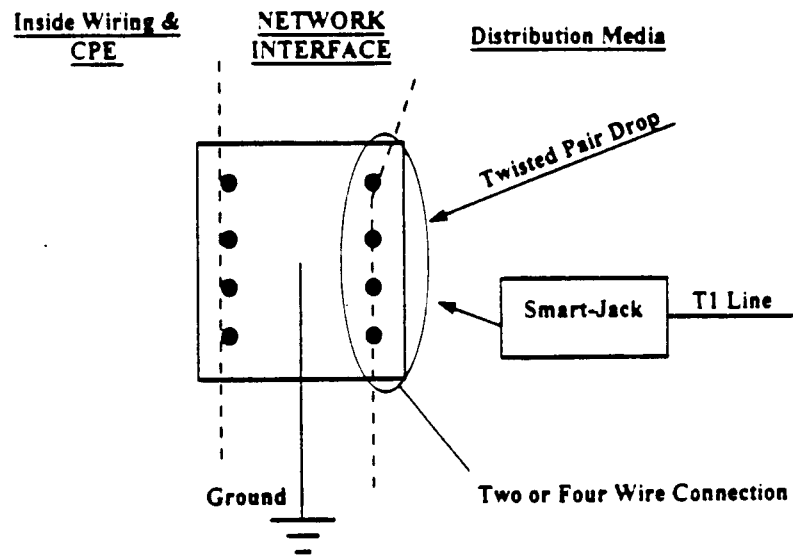 Inside Wiring &
CPE
NETWORK
INTERFACE
Distribution Media
Twisted Pair Drop
Smart-Jack
T1 Line
Ground
Two or Four Wire Connection